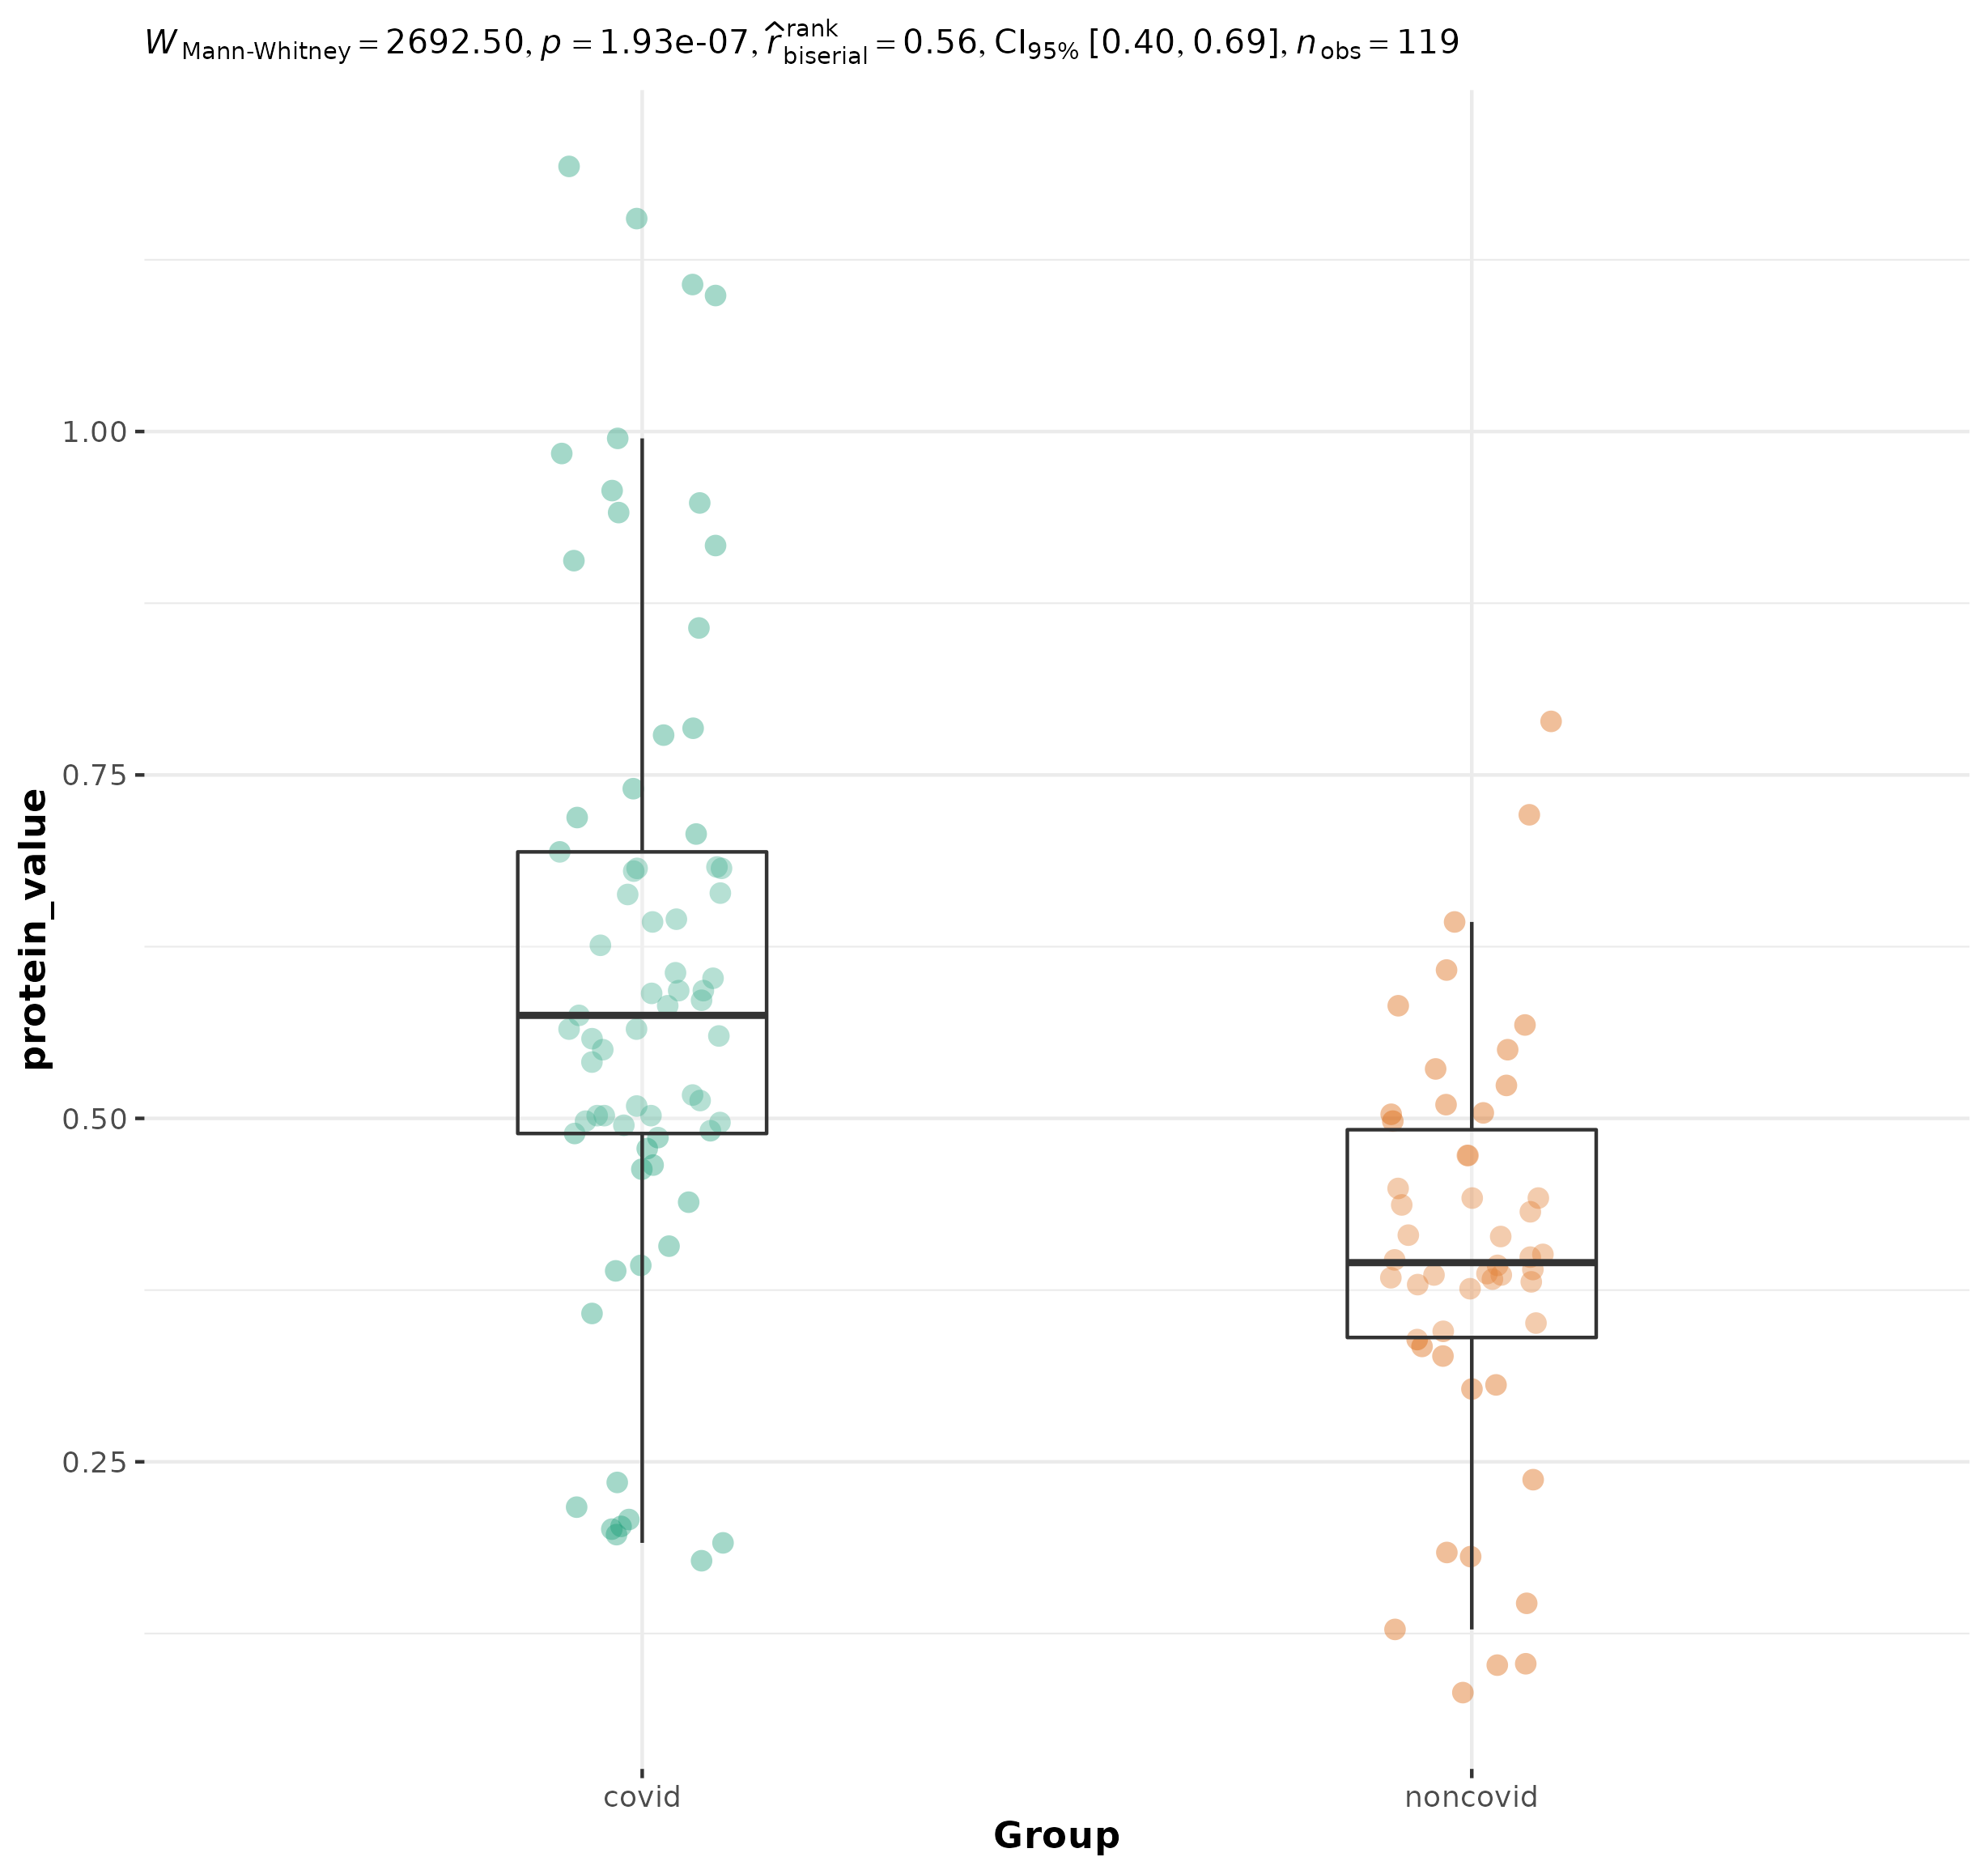 W Mann-Whitney = 2692.50, p = 1.93e-07, r̂ rank biserial = 0.56, CI95% [0.40, 0.69], n obs = 119
1.00
0.75
0.50
0.25
protein_value
covid noncovid
Group